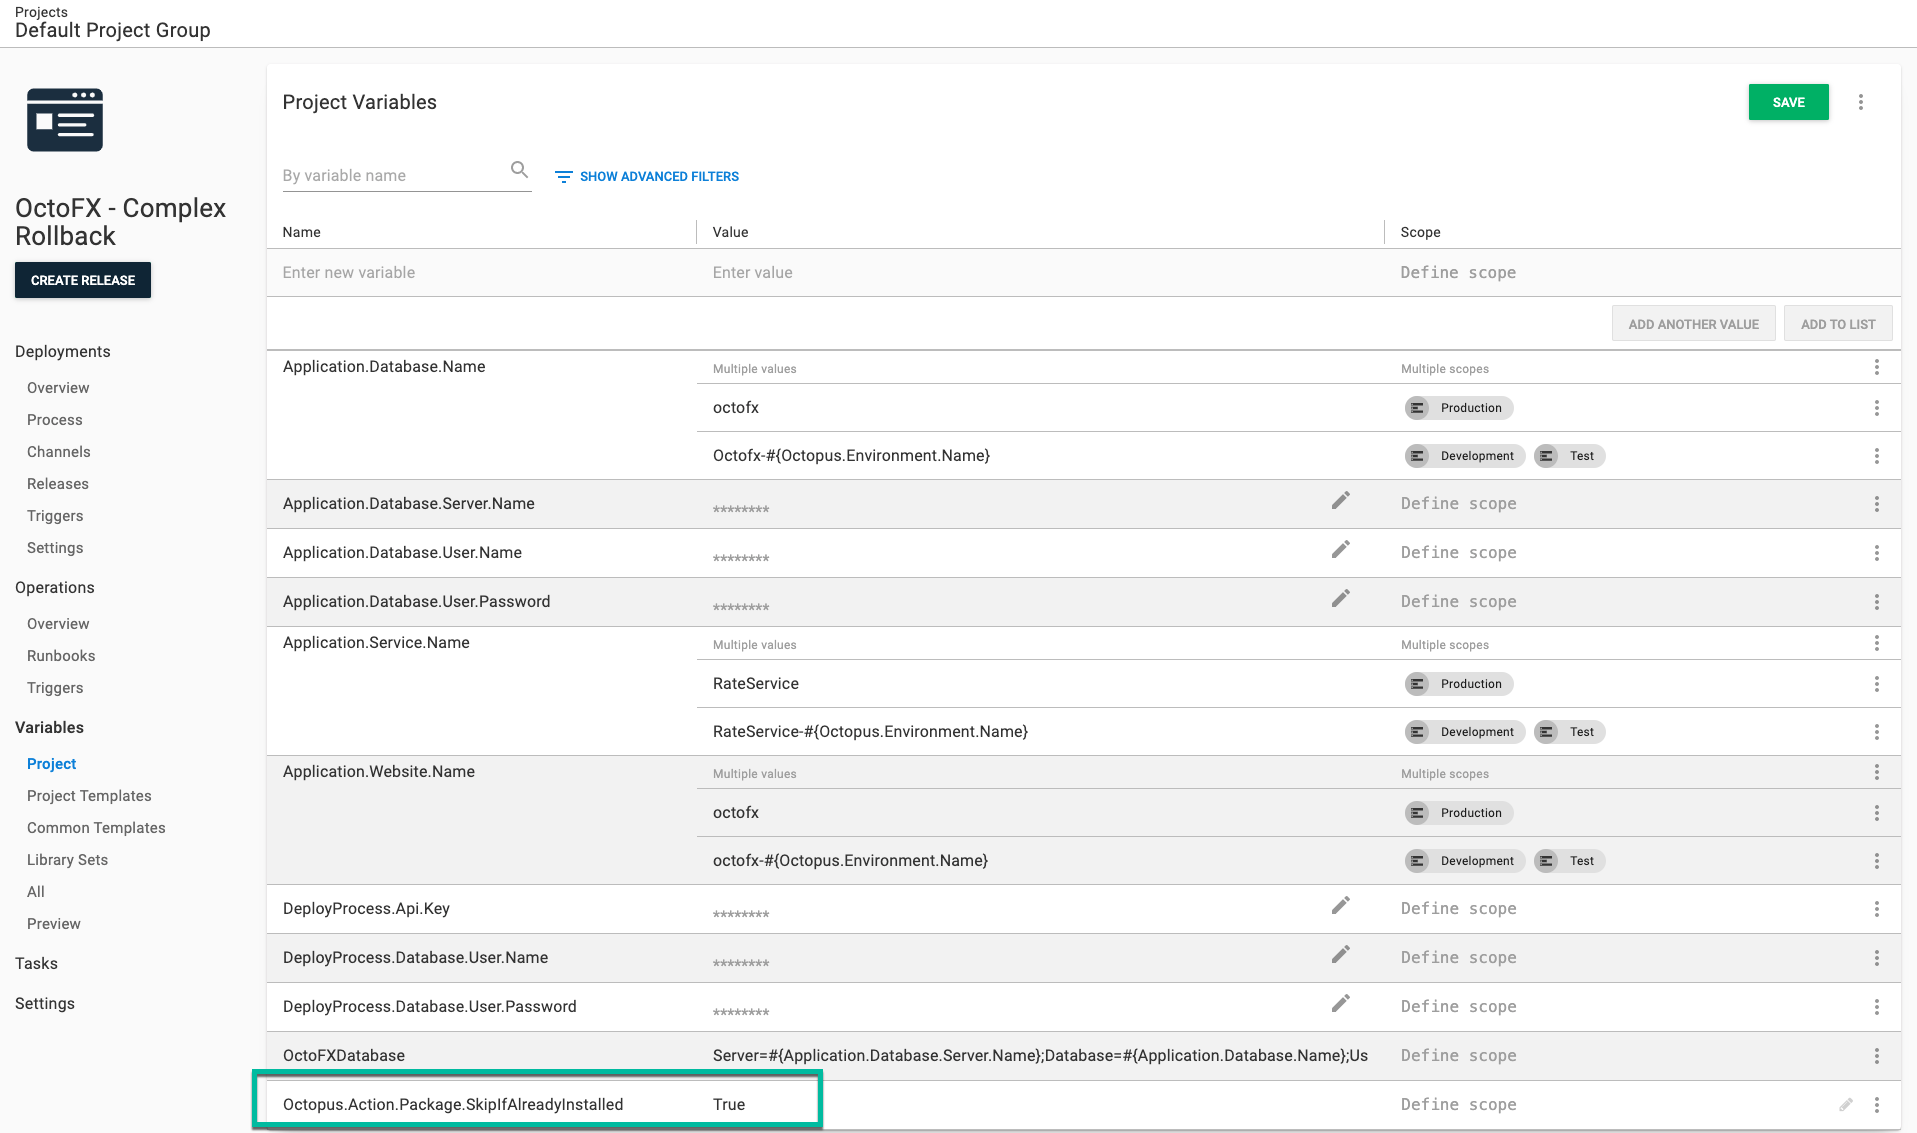 Projects
Default Project Group
OctoFX - Complex
Rollback
CREATE RELEASE
Deployments
Overview
Process
Channels
Releases
Triggers
Settings
Operations
Overview
Runbooks
Triggers
Variables
Project
Project Templates
Common Templates
Library Sets
All
Preview
Tasks
Settings
Project Variables
SAVE
By variable name
SHOW ADVANCED FILTERS
Name Value Scope
Enter new variable Enter value Define scope
ADD ANOTHER VALUE ADD TO LIST
Application.Database.Name Multiple values Multiple scopes
octofx Production
Octofx-#{Octopus.Environment.Name} Development Test
Application.Database.Server.Name ******** Define scope
Application.Database.User.Name ******** Define scope
Application.Database.User.Password ******** Define scope
Application.Service.Name Multiple values Multiple scopes
RateService Production
RateService-#{Octopus.Environment.Name} Development Test
Application.Website.Name Multiple values Multiple scopes
octofx Production
octofx-#{Octopus.Environment.Name} Development Test
DeployProcess.Api.Key ******** Define scope
DeployProcess.Database.User.Name ******** Define scope
DeployProcess.Database.User.Password ******** Define scope
OctoFXDatabase Server=#{Application.Database.Server.Name};Database=#{Application.Database.Name};Us Define scope
Octopus.Action.Package.SkipIfAlreadyInstalled True Define scope